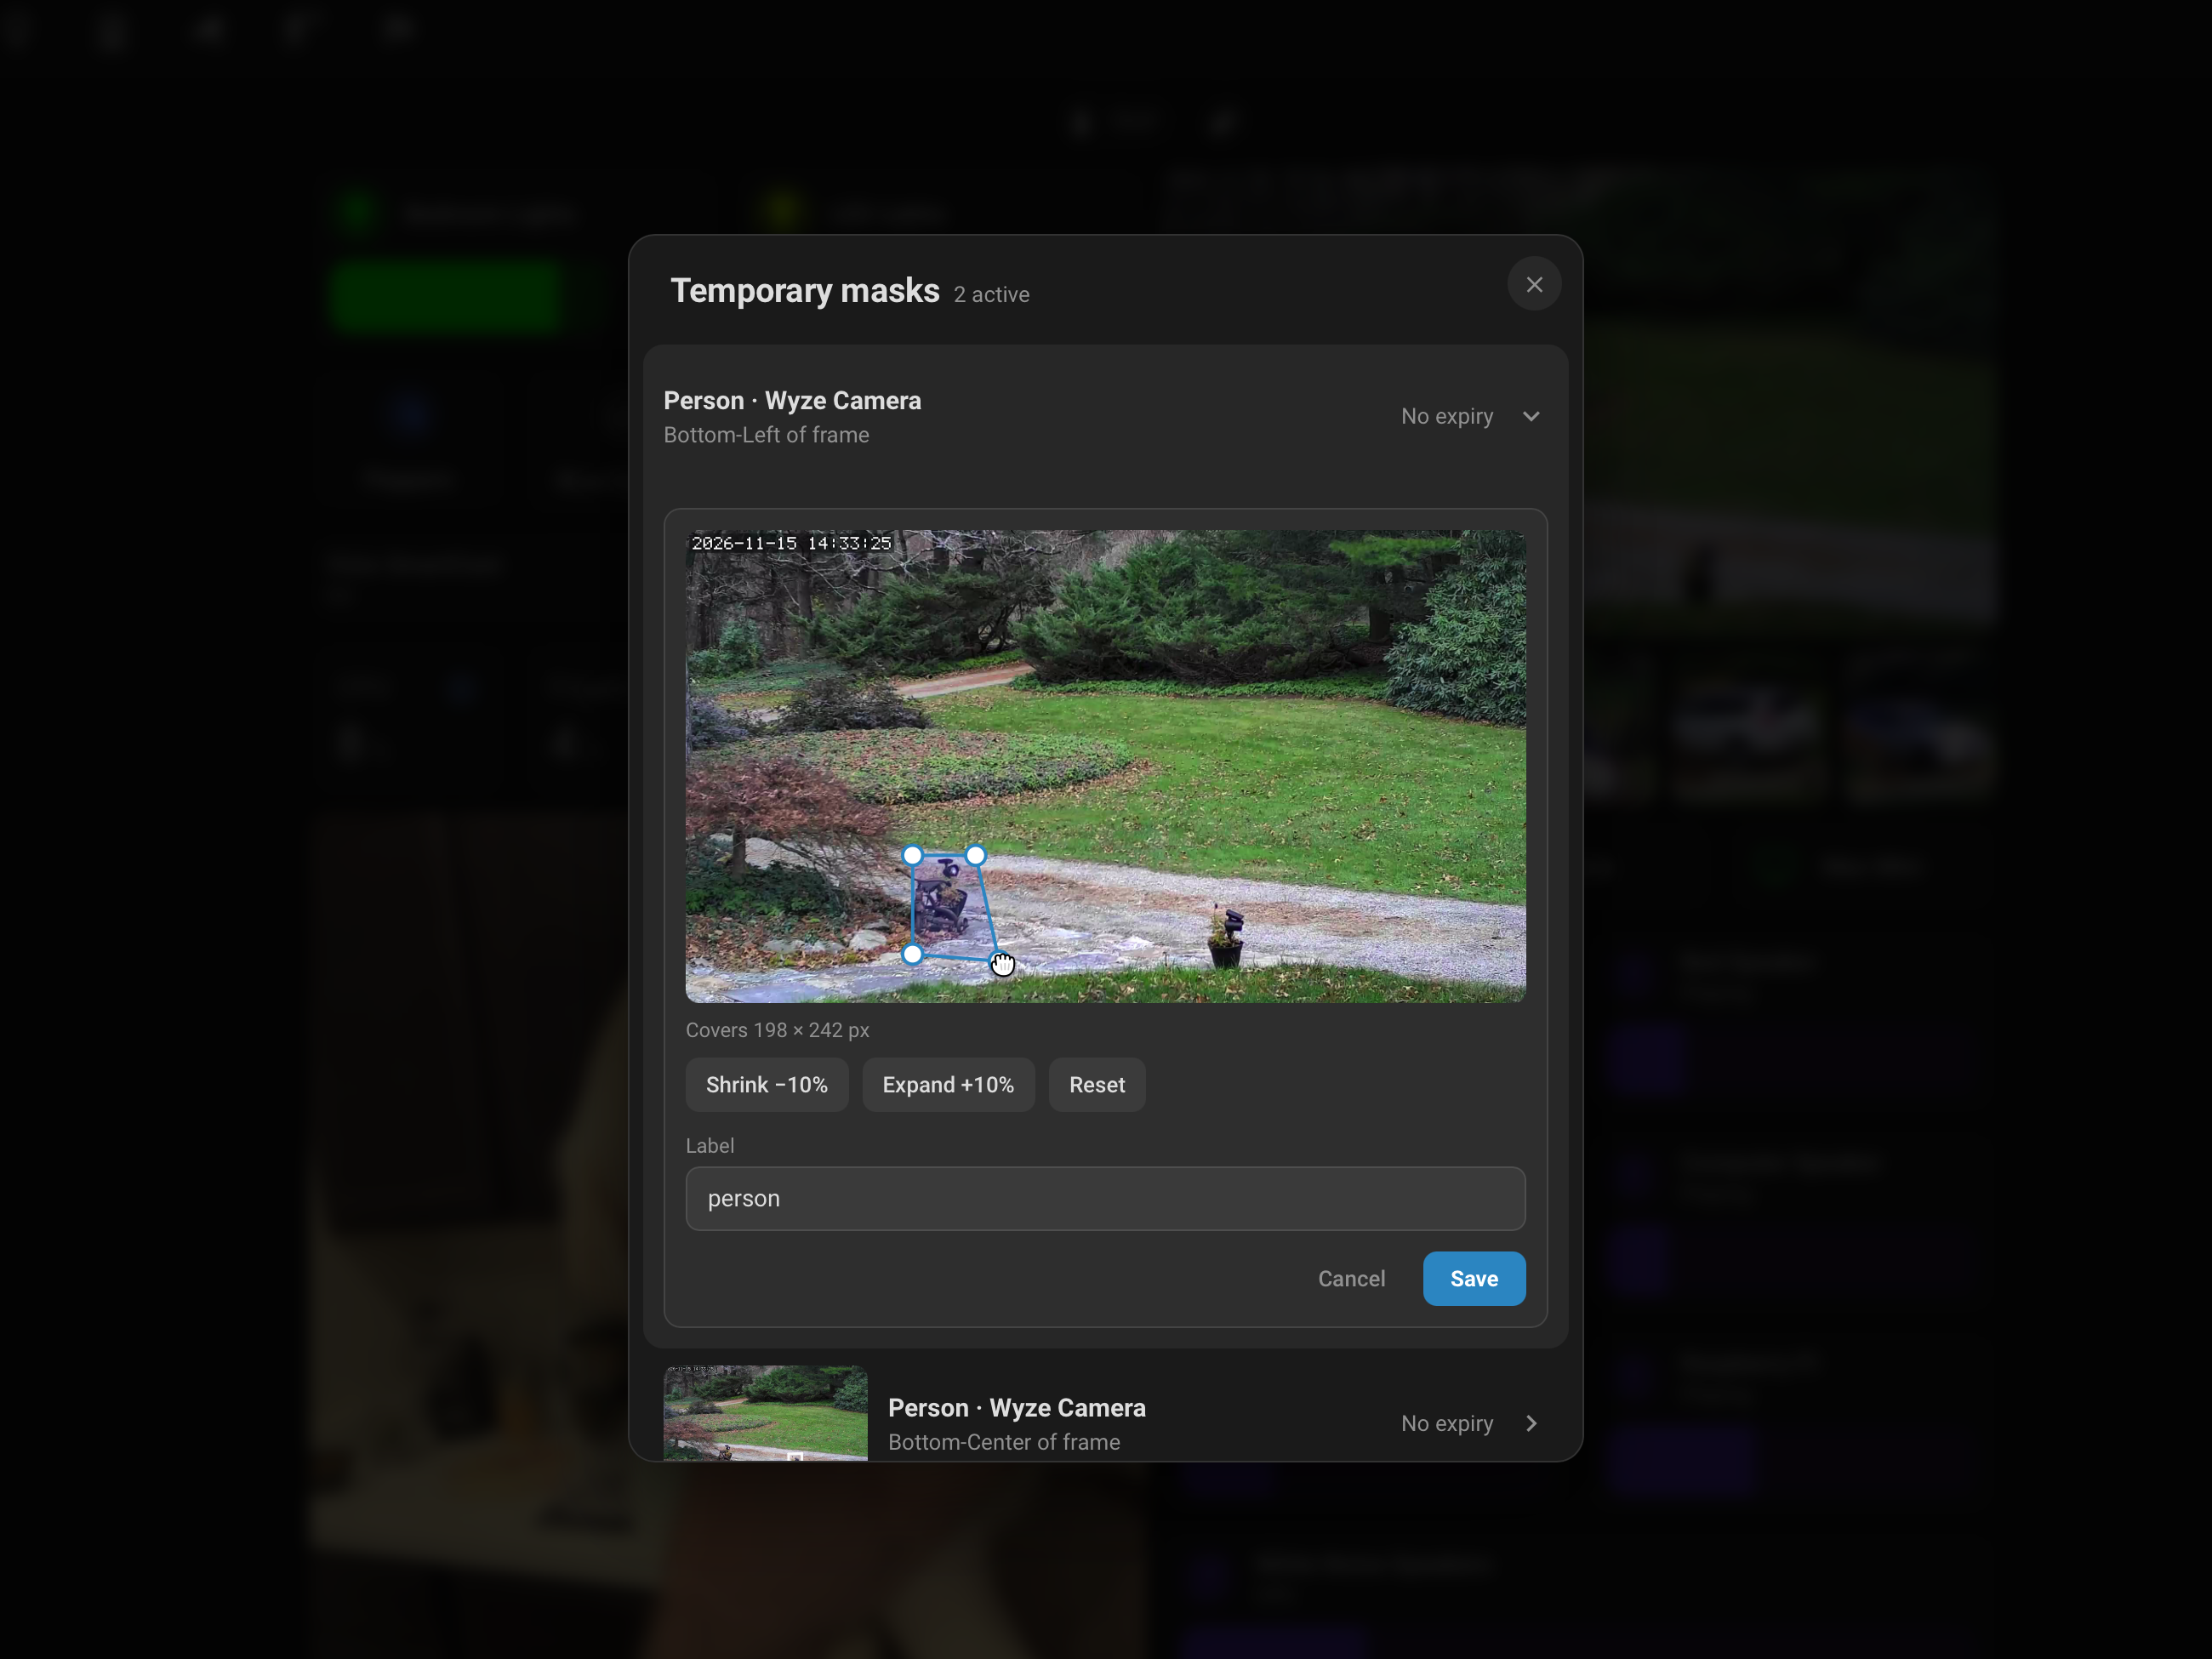 Temporary masks 2 active
Person · Wyze Camera
Bottom-Left of frame
No expiry
2026-11-15 14:33:25
Covers 198 × 242 px
Shrink −10% Expand +10% Reset
Label
person
Cancel Save
Person · Wyze Camera
Bottom-Center of frame
No expiry